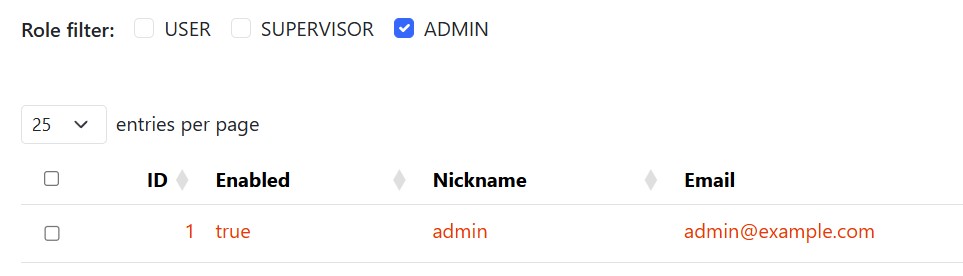 Role filter: USER SUPERVISOR ADMIN
25 entries per page
ID Enabled Nickname Email
1 true admin admin@example.com